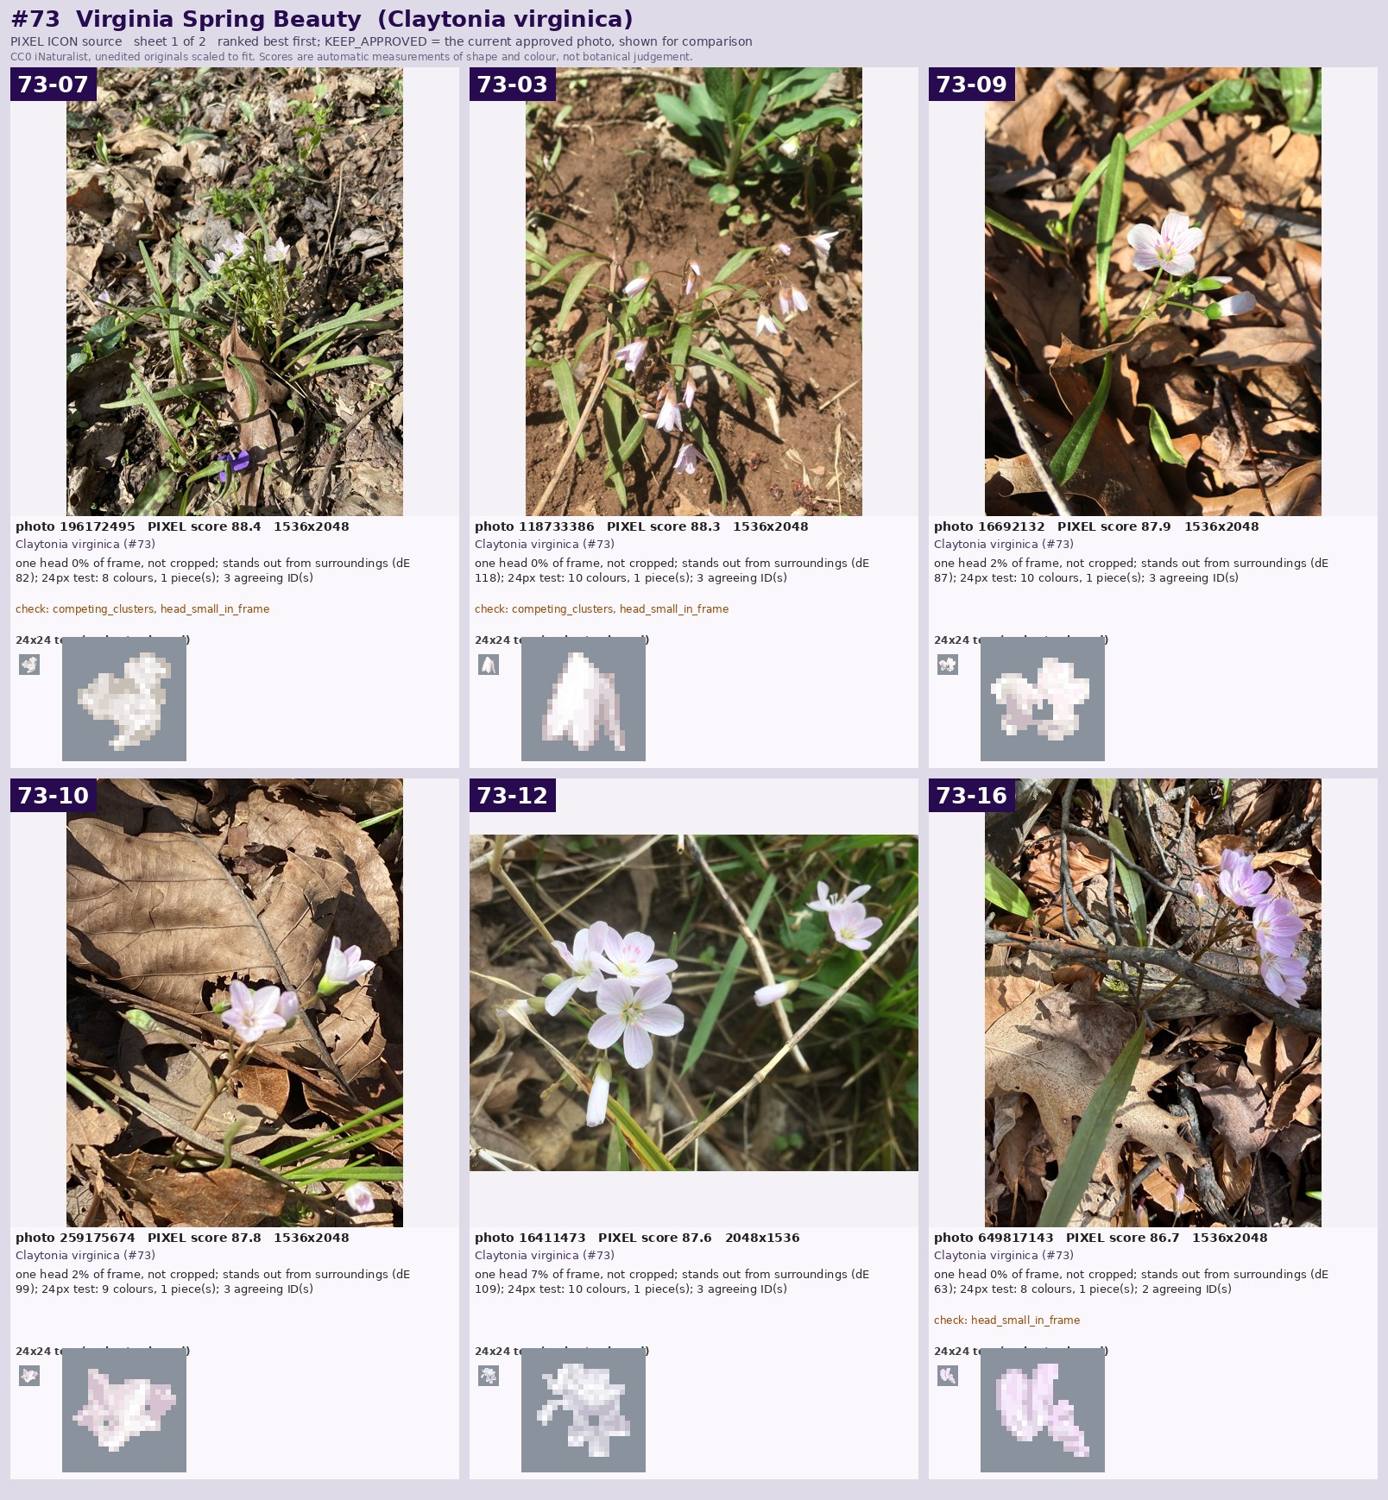 #73 Virginia Spring Beauty (Claytonia virginica)
PIXEL ICON source sheet 1 of 2 ranked best first; KEEP_APPROVED = the current approved photo, shown for comparison
CC0 iNaturalist, unedited originals scaled to fit. Scores are automatic measurements of shape and colour, not botanical judgement.
73-07
photo 196172495 PIXEL score 88.4 1536x2048
Claytonia virginica (#73)
one head 0% of frame, not cropped; stands out from surroundings (dE
82); 24px test: 8 colours, 1 piece(s); 3 agreeing ID(s)
check: competing_clusters, head_small_in_frame
24x24
73-03
photo 118733386 PIXEL score 88.3 1536x2048
Claytonia virginica (#73)
one head 0% of frame, not cropped; stands out from surroundings (dE
118); 24px test: 10 colours, 1 piece(s); 3 agreeing ID(s)
check: competing_clusters, head_small_in_frame
24x24
73-09
photo 16692132 PIXEL score 87.9 1536x2048
Claytonia virginica (#73)
one head 2% of frame, not cropped; stands out from surroundings (dE
87); 24px test: 10 colours, 1 piece(s); 3 agreeing ID(s)
24x24
73-10
photo 259175674 PIXEL score 87.8 1536x2048
Claytonia virginica (#73)
one head 2% of frame, not cropped; stands out from surroundings (dE
99); 24px test: 9 colours, 1 piece(s); 3 agreeing ID(s)
24x24
73-12
photo 16411473 PIXEL score 87.6 2048x1536
Claytonia virginica (#73)
one head 7% of frame, not cropped; stands out from surroundings (dE
109); 24px test: 10 colours, 1 piece(s); 3 agreeing ID(s)
24x24
73-16
photo 649817143 PIXEL score 86.7 1536x2048
Claytonia virginica (#73)
one head 0% of frame, not cropped; stands out from surroundings (dE
63); 24px test: 8 colours, 1 piece(s); 2 agreeing ID(s)
check: head_small_in_frame
24x24